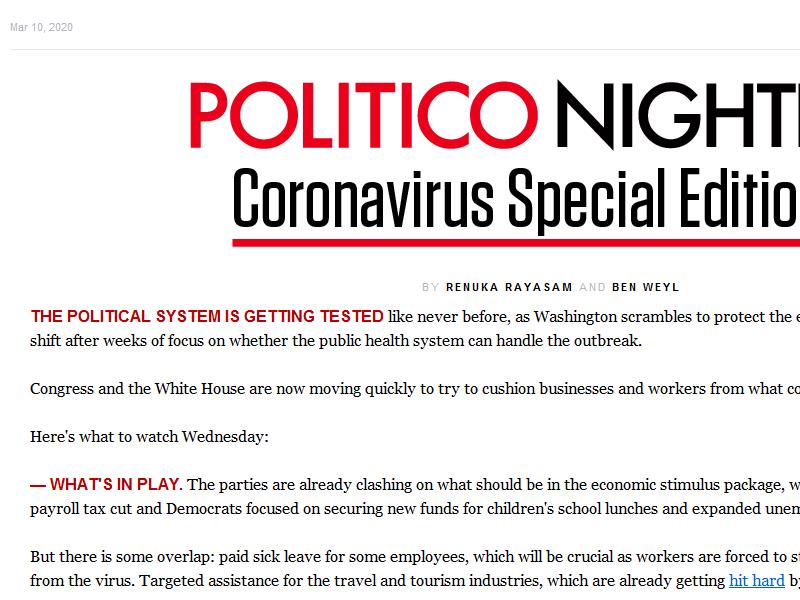 Mar 10, 2020
POLITICO NIGHT
Coronavirus Special Editio
BY RENUKA RAYASAM AND BEN WEYL
THE POLITICAL SYSTEM IS GETTING TESTED like never before, as Washington scrambles to protect the
shift after weeks of focus on whether the public health system can handle the outbreak.
Congress and the White House are now moving quickly to try to cushion businesses and workers from what
Here's what to watch Wednesday:
— WHAT'S IN PLAY. The parties are already clashing on what should be in the economic stimulus package,
payroll tax cut and Democrats focused on securing new funds for children's school lunches and expanded
But there is some overlap: paid sick leave for some employees, which will be crucial as workers are forced to
from the virus. Targeted assistance for the travel and tourism industries, which are already getting hit hard